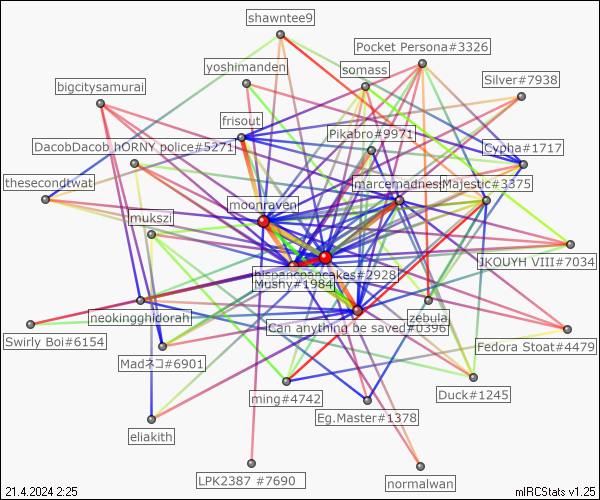 shawntee9
Pocket Persona#3326
yoshimanden
somass
Silver#7938
bigcitysamurai
frisout
Pikabro#9971
DacobDacob hORNY police#5271
Cypha#1717
thesecondtwat
marcemadness
Majestic#3375
moonraven
mukszi
JKOUYH VIII#7034
hispancpancakes#2928
Mushy#1984
neokingghidorah
Can anything be saved#0396
zebula
Swirly Boi#6154
Madネコ#6901
Fedora Stoat#4479
ming#4742
Duck#1245
Eg.Master#1378
eliakith
LPK2387 #7690
normalwan
21.4.2024 2:25
mIRCStats v1.25